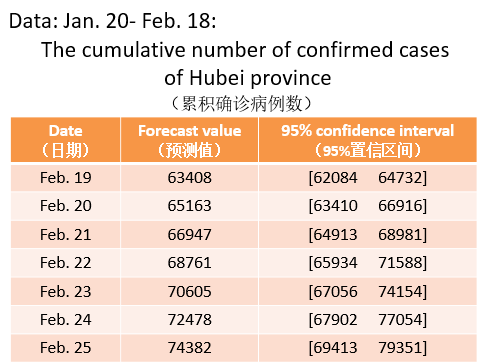 Data: Jan. 20- Feb. 18:
The cumulative number of confirmed cases
of Hubei province
（累积确诊病例数）
Date Forecast value 95% confidence interval
（日期） （预测值） （95%置信区间）
Feb. 19 63408 [62084 64732]
Feb. 20 65163 [63410 66916]
Feb. 21 66947 [64913 68981]
Feb. 22 68761 [65934 71588]
Feb. 23 70605 [67056 74154]
Feb. 24 72478 [67902 77054]
Feb. 25 74382 [69413 79351]